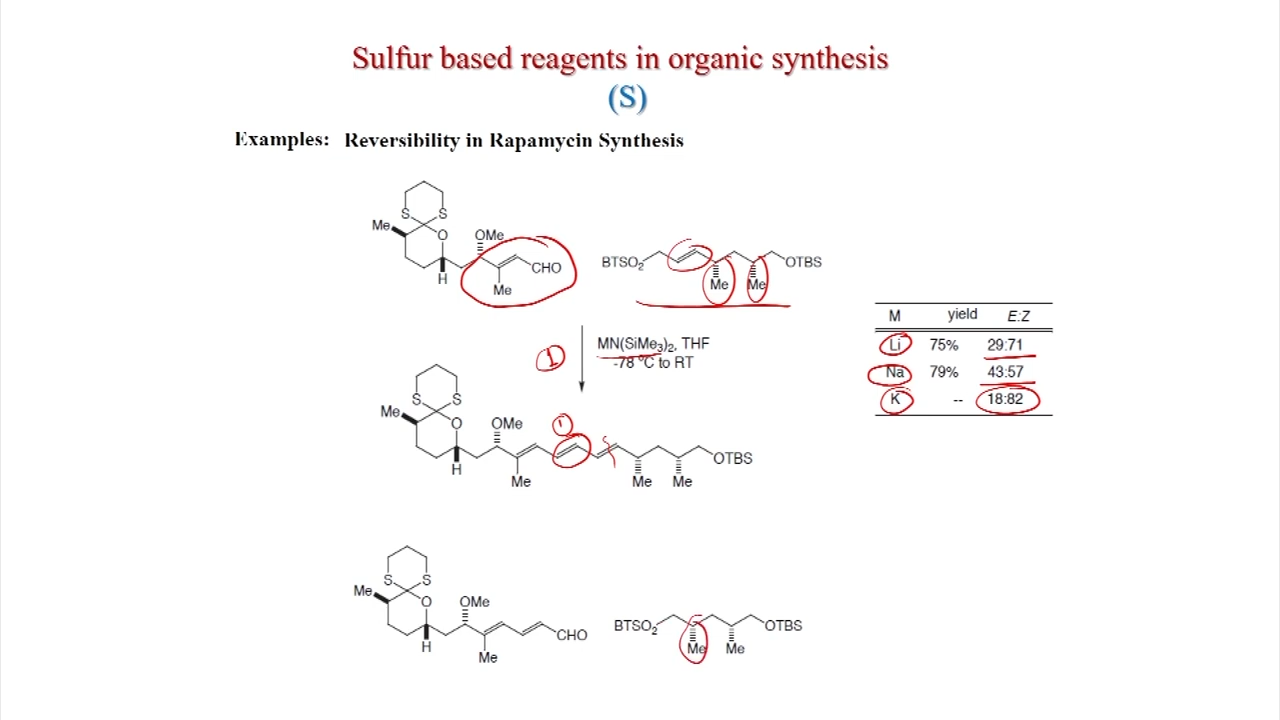 Sulfur based reagents in organic synthesis
(S)
Examples: Reversibility in Rapamycin Synthesis
S S
Me O OMe
H Me CHO
BTSO2 Me Me OTBS
M yield E:Z
Li 75% 29:71
Na 79% 43:57
K -- 18:82
1
MN(SiMe3)2, THF
-78 ºC to RT
S S
Me O OMe
H Me Me Me OTBS
S S
Me O OMe
H Me CHO
BTSO2 Me Me OTBS